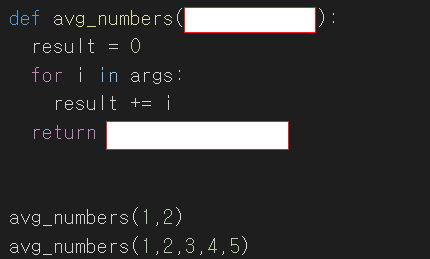 def avg_numbers(          ):
  result = 0
  for i in args:
    result += i
  return
avg_numbers(1,2)
avg_numbers(1,2,3,4,5)